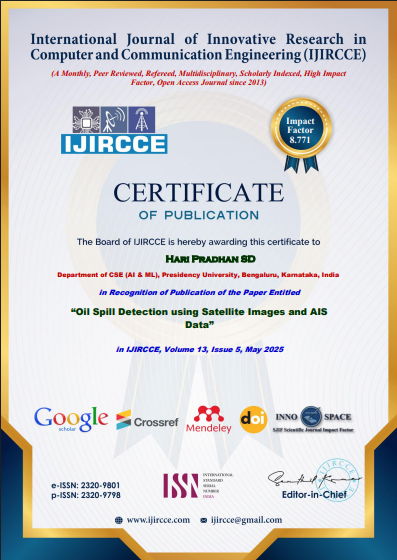 International Journal of Innovative Research in
Computer and Communication Engineering (IJIRCCE)
(A Monthly, Peer Reviewed, Refereed, Multidisciplinary, Scholarly Indexed, High Impact
Factor, Open Access Journal since 2013)
IJIRCCE
Impact
Factor
8.771
CERTIFICATE
OF PUBLICATION
The Board of IJIRCCE is hereby awarding this certificate to
HARI PRADHAN SD
Department of CSE (AI & ML), Presidency University, Bengaluru, Karnataka, India
in Recognition of Publication of the Paper Entitled
“Oil Spill Detection using Satellite Images and AIS
Data”
in IJIRCCE, Volume 13, Issue 5, May 2025
Google
scholar
Crossref
MENDELEY
doi
INNO SPACE
SJIF Scientific Journal Impact Factor
e-ISSN: 2320-9801
p-ISSN: 2320-9798
ISSN
INTERNATIONAL
STANDARD
SERIAL
NUMBER
INDIA
IJIRCCE
Editor-in-Chief
www.ijircce.com
ijircce@gmail.com